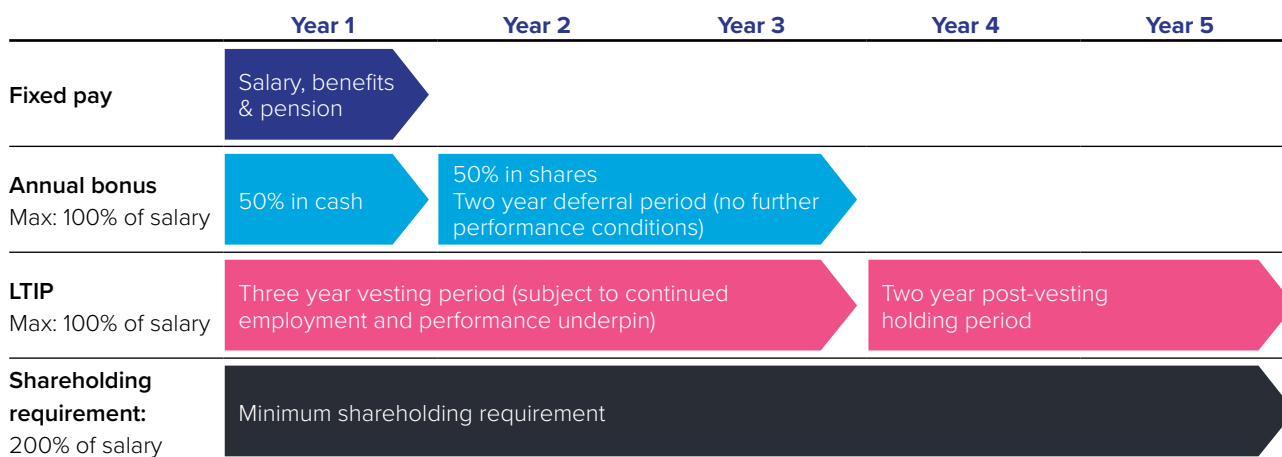 Year 1 Year 2 Year 3 Year 4 Year 5
Fixed pay
Salary, benefits
& pension
Annual bonus
Max: 100% of salary
50% in cash
50% in shares
Two year deferral period (no further
performance conditions)
LTIP
Max: 100% of salary
Three year vesting period (subject to continued
employment and performance underpin)
Two year post-vesting
holding period
Shareholding
requirement:
200% of salary
Minimum shareholding requirement